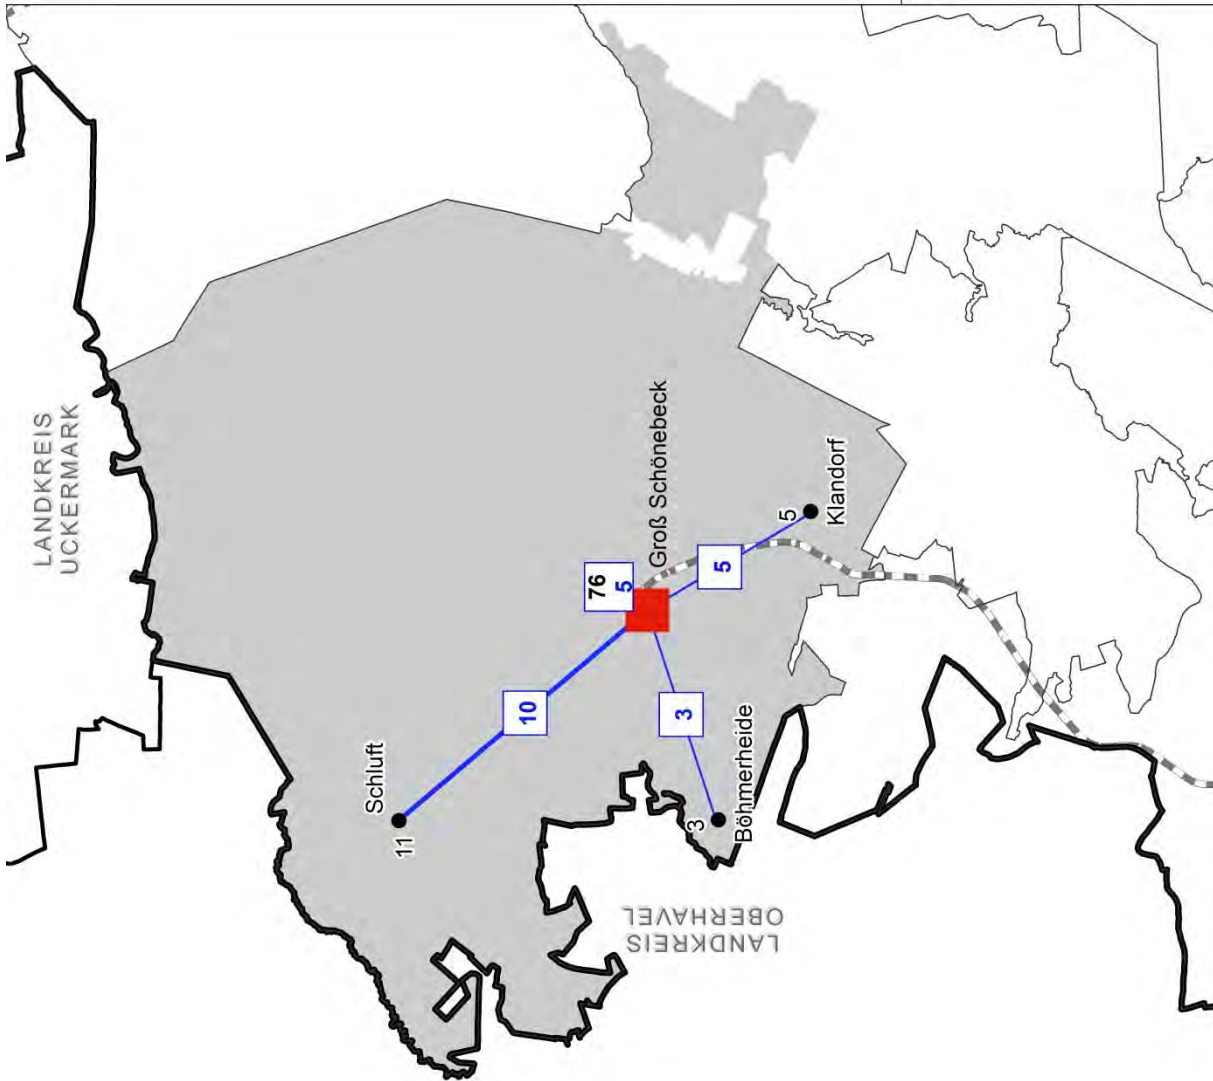 LANDKREIS
UCKERMARK
Schluft
11
10
76
5
Groß Schönebeck
5
5
Klandorf
3
3
Böhmerheide
LANDKREIS
OBERHAVEL